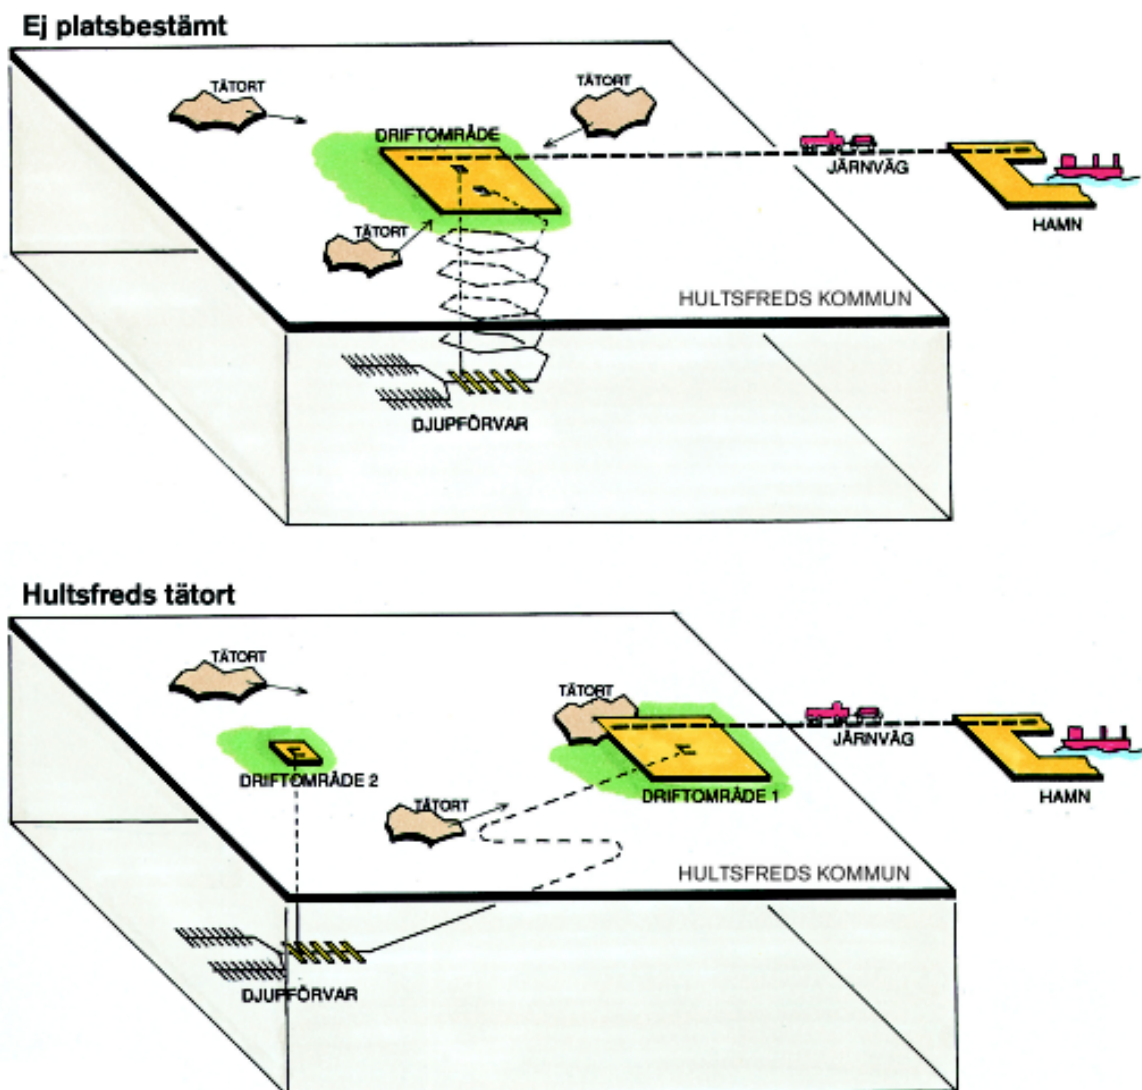 Ej platsbestämt
TÄTORT
TÄTORT
DRIFTOMRÅDE
JÄRNVÄG
HAMN
TÄTORT
HULTSFREDS KOMMUN
DJUPFÖRVAR
Hultsfreds tätort
TÄTORT
TÄTORT
JÄRNVÄG
DRIFTOMRÅDE 2
DRIFTOMRÅDE 1
HAMN
TÄTORT
HULTSFREDS KOMMUN
DJUPFÖRVAR